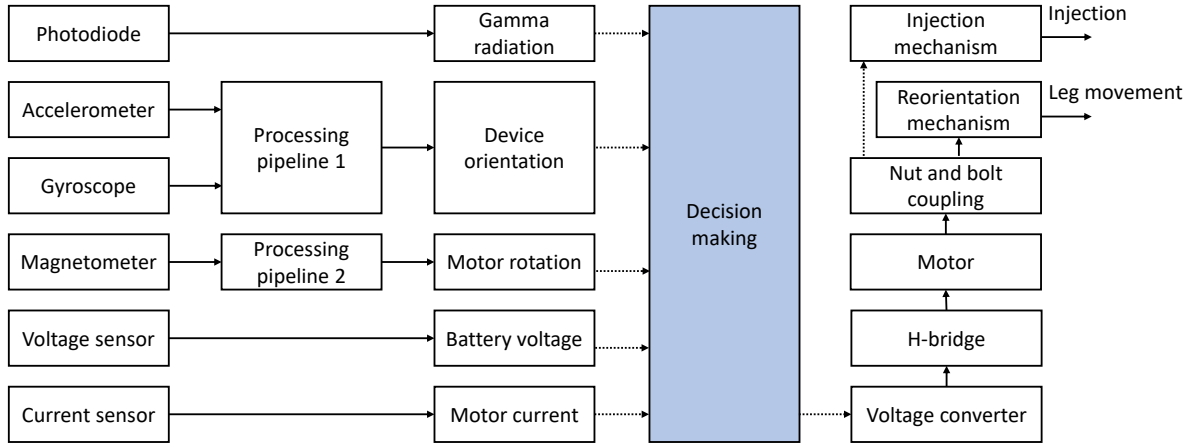 Photodiode
Gamma
radiation
Injection
mechanism
Injection
Accelerometer
Gyroscope
Processing
pipeline 1
Device
orientation
Decision
making
Reorientation
mechanism
Leg movement
Nut and bolt
coupling
Magnetometer
Processing
pipeline 2
Motor rotation
Motor
Voltage sensor
Battery voltage
H-bridge
Current sensor
Motor current
Voltage converter